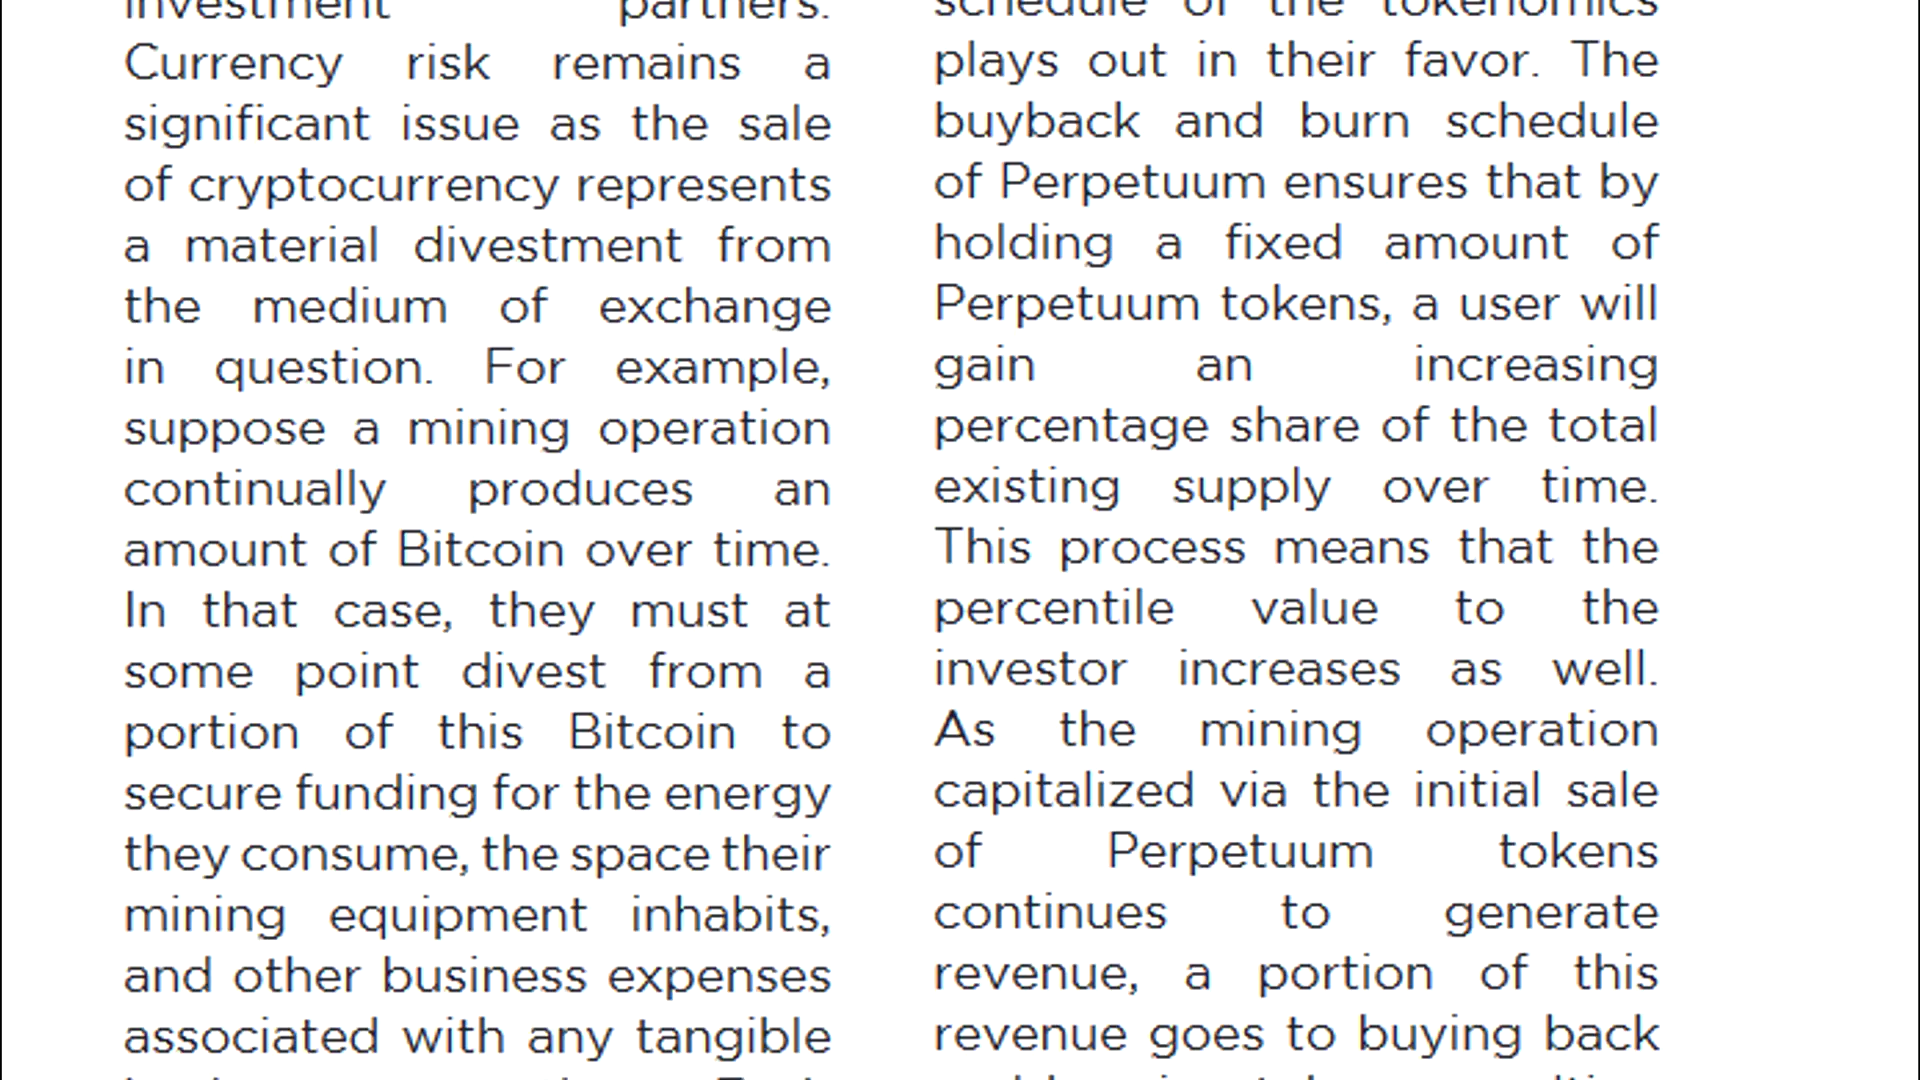 investment partners.
Currency risk remains a
significant issue as the sale
of cryptocurrency represents
a material divestment from
the medium of exchange
in question. For example,
suppose a mining operation
continually produces an
amount of Bitcoin over time.
In that case, they must at
some point divest from a
portion of this Bitcoin to
secure funding for the energy
they consume, the space their
mining equipment inhabits,
and other business expenses
associated with any tangible
schedule of the tokenomics
plays out in their favor. The
buyback and burn schedule
of Perpetuum ensures that by
holding a fixed amount of
Perpetuum tokens, a user will
gain an increasing
percentage share of the total
existing supply over time.
This process means that the
percentile value to the
investor increases as well.
As the mining operation
capitalized via the initial sale
of Perpetuum tokens
continues to generate
revenue, a portion of this
revenue goes to buying back